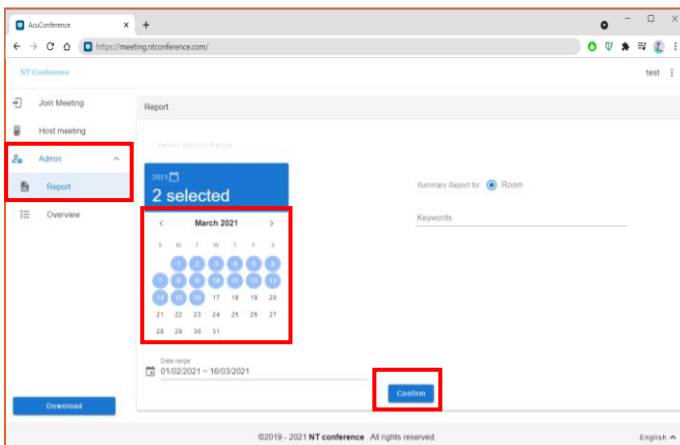 AcuConference
https://meeting.ntconference.com/
NT Conference
test
Join Meeting
Host meeting
Admin
Report
Overview
Download
Report
Select Report Range
2021
2 selected
March 2021
S M T W T F S
1 2 3 4 5 6
7 8 9 10 11 12 13
14 15 16 17 18 19 20
21 22 23 24 25 26 27
28 29 30 31
Date range
01/02/2021 ~ 16/03/2021
Summary Report for: Room
Keywords
Confirm
©2019 - 2021 NT conference . All rights reserved.
English